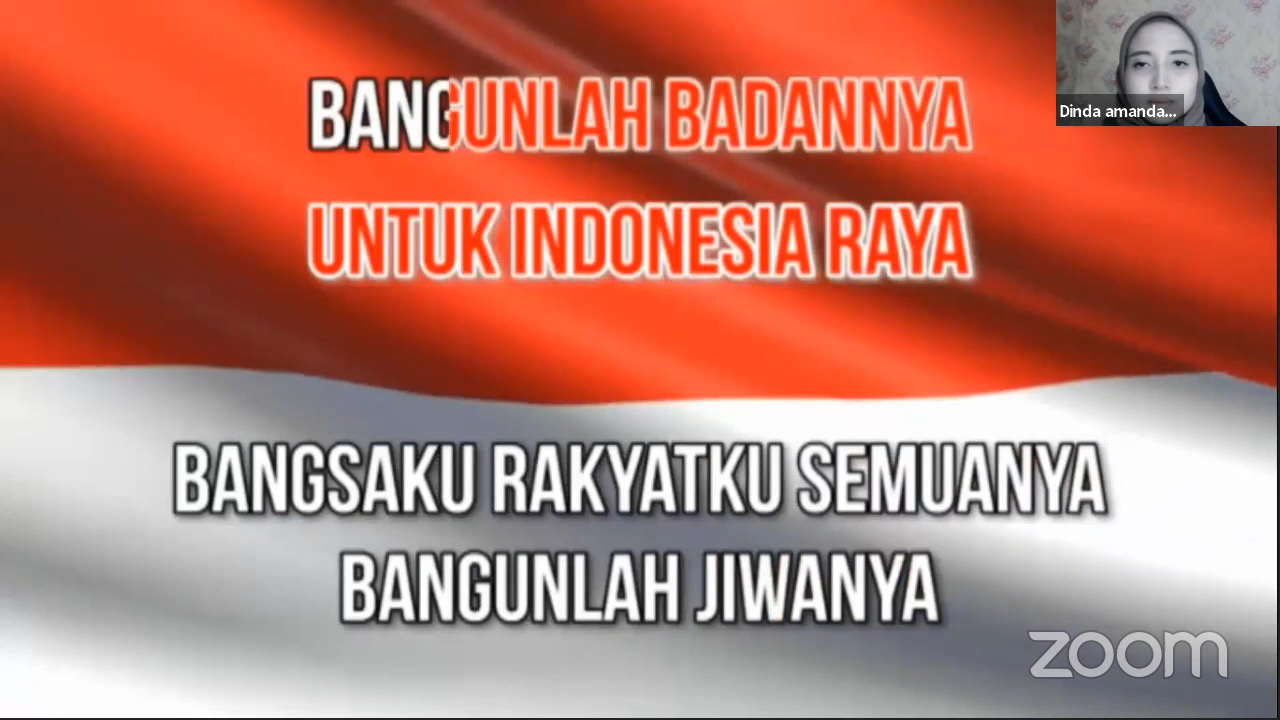 BANGUNLAH BADANNYA
Dinda amanda...
UNTUK INDONESIA RAYA
BANGSAKU RAKYATKU SEMUANYA
BANGUNLAH JIWANYA
zoom